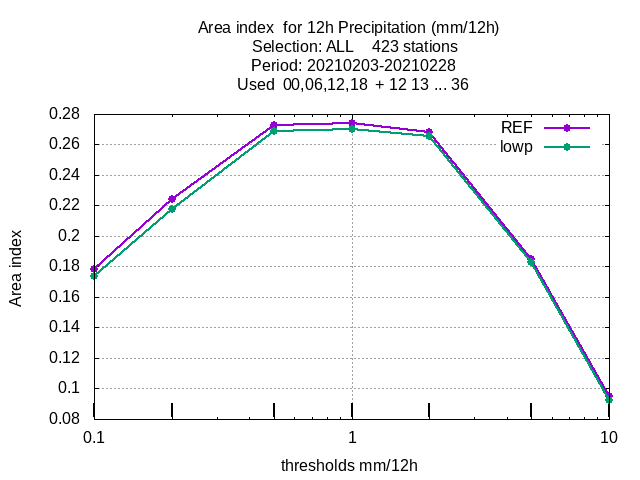 Area index  for 12h Precipitation (mm/12h)
Selection: ALL    423 stations
Period: 20210203-20210228
Used  00,06,12,18  + 12 13 ... 36
REF
lowp
0.28
0.26
0.24
0.22
0.2
0.18
0.16
0.14
0.12
0.1
0.08
Area index
0.1
1
10
thresholds mm/12h